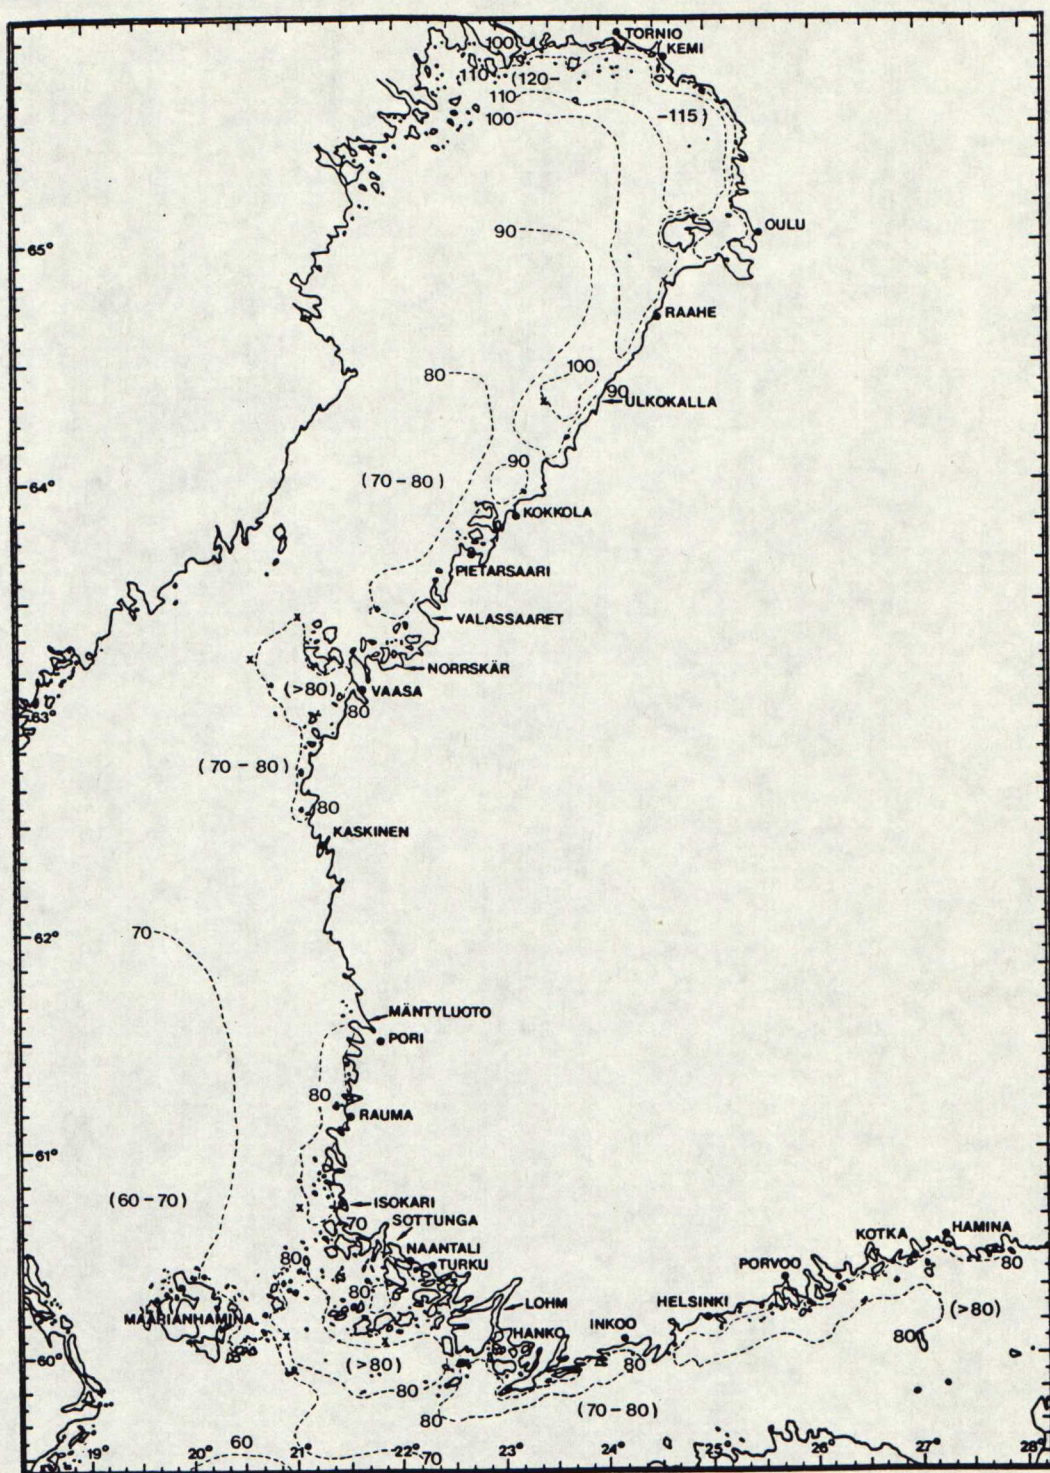 TORNIO
100
KEMI
110
(120-
110
-115)
100
OULU
90
65°
RAAHE
100
80
90
ULKOKALLA
90
(70-80)
64°
KOKKOLA
PIETARSAARI
VALASSAARET
NORRSKÄR
(>80)
VAASA
80
63°
(70-80)
80
KASKINEN
70
62°
MÄNTYLUOTO
PORI
80
RAUMA
61°
(60-70)
ISOKARI
70
SOTTUNGA
HAMINA
KOTKA
NAANTALI
80
TURKU
PORVOO
80
80
LOHM
HELSINKI
(>80)
MAARIANHAMINA
INKOO
HANKO
80
60°
(>80)
80
80
(70-80)
80
60
70
19°
20°
21°
22°
23°
24°
25°
26°
27°
28°